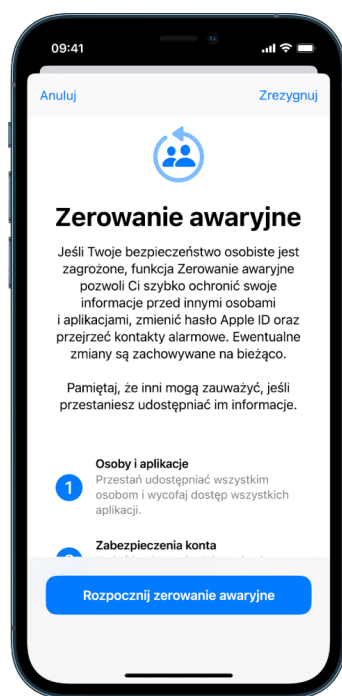 09:41
Anuluj
Zrezygnuj
Zerowanie awaryjne
Jeśli Twoje bezpieczeństwo osobiste jest
zagrożone, funkcja Zerowanie awaryjne
pozwoli Ci szybko ochronić swoje
informacje przed innymi osobami
i aplikacjami, zmienić hasło Apple ID oraz
przejrzeć kontakty alarmowe. Ewentualne
zmiany są zachowywane na bieżąco.
Pamiętaj, że inni mogą zauważyć, jeśli
przestaniesz udostępniać im informacje.
1
Osoby i aplikacje
Przestań udostępniać wszystkim
osobom i wycofaj dostęp wszystkich
aplikacji.
Zabezpieczenia konta
Rozpocznij zerowanie awaryjne